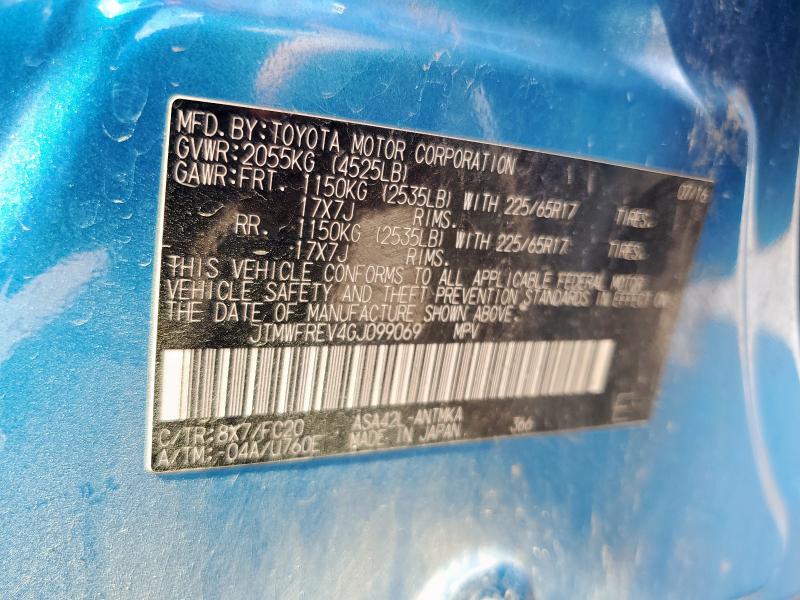 MFD. BY: TOYOTA MOTOR CORPORATION 07/16
GVWR: 2055KG (4525LB)
GAWR: FRT. 1150KG (2535LB) WITH 225/65R17 TIRES,
17X7J RIMS.
RR. 1150KG (2535LB) WITH 225/65R17 TIRES,
17X7J RIMS.
THIS VEHICLE CONFORMS TO ALL APPLICABLE FEDERAL MOTOR
VEHICLE SAFETY AND THEFT PREVENTION STANDARDS IN EFFECT ON
THE DATE OF MANUFACTURE SHOWN ABOVE.
JTMWFREV4GJ099069 MPV
C/TR: 8X7/FC20 ASA42L-ANTMKA 366
A/TM: -04A/U760E MADE IN JAPAN